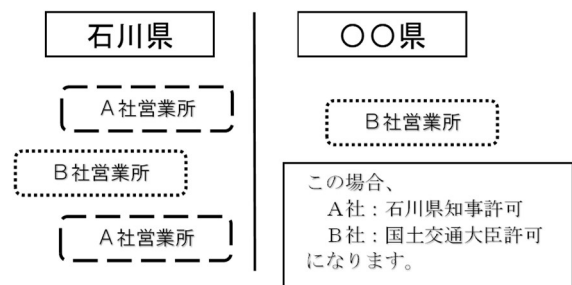 石川県
A社営業所
B社営業所
A社営業所
〇〇県
B社営業所
この場合、
A社：石川県知事許可
B社：国土交通大臣許可
になります。